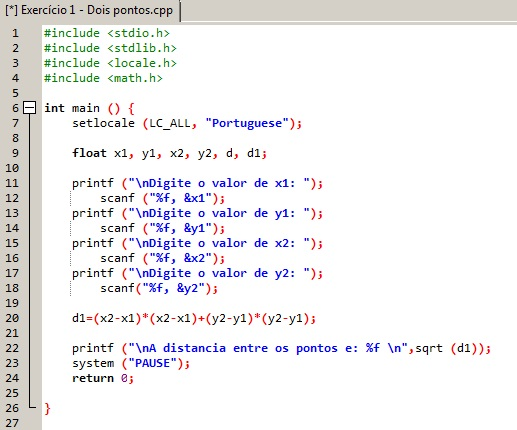 [*] Exercício 1 - Dois pontos.cpp
1 #include <stdio.h>
2 #include <stdlib.h>
3 #include <locale.h>
4 #include <math.h>
5
6 int main () {
7 setlocale (LC_ALL, "Portuguese");
8
9 float x1, y1, x2, y2, d, d1;
10
11 printf ("\nDigite o valor de x1: ");
12 scanf ("%f, &x1");
13 printf ("\nDigite o valor de y1: ");
14 scanf ("%f, &y1");
15 printf ("\nDigite o valor de x2: ");
16 scanf ("%f, &x2");
17 printf ("\nDigite o valor de y2: ");
18 scanf("%f, &y2");
19
20 d1=(x2-x1)*(x2-x1)+(y2-y1)*(y2-y1);
21
22 printf ("\nA distancia entre os pontos e: %f \n",sqrt (d1));
23 system ("PAUSE");
24 return 0;
25
26 }
27